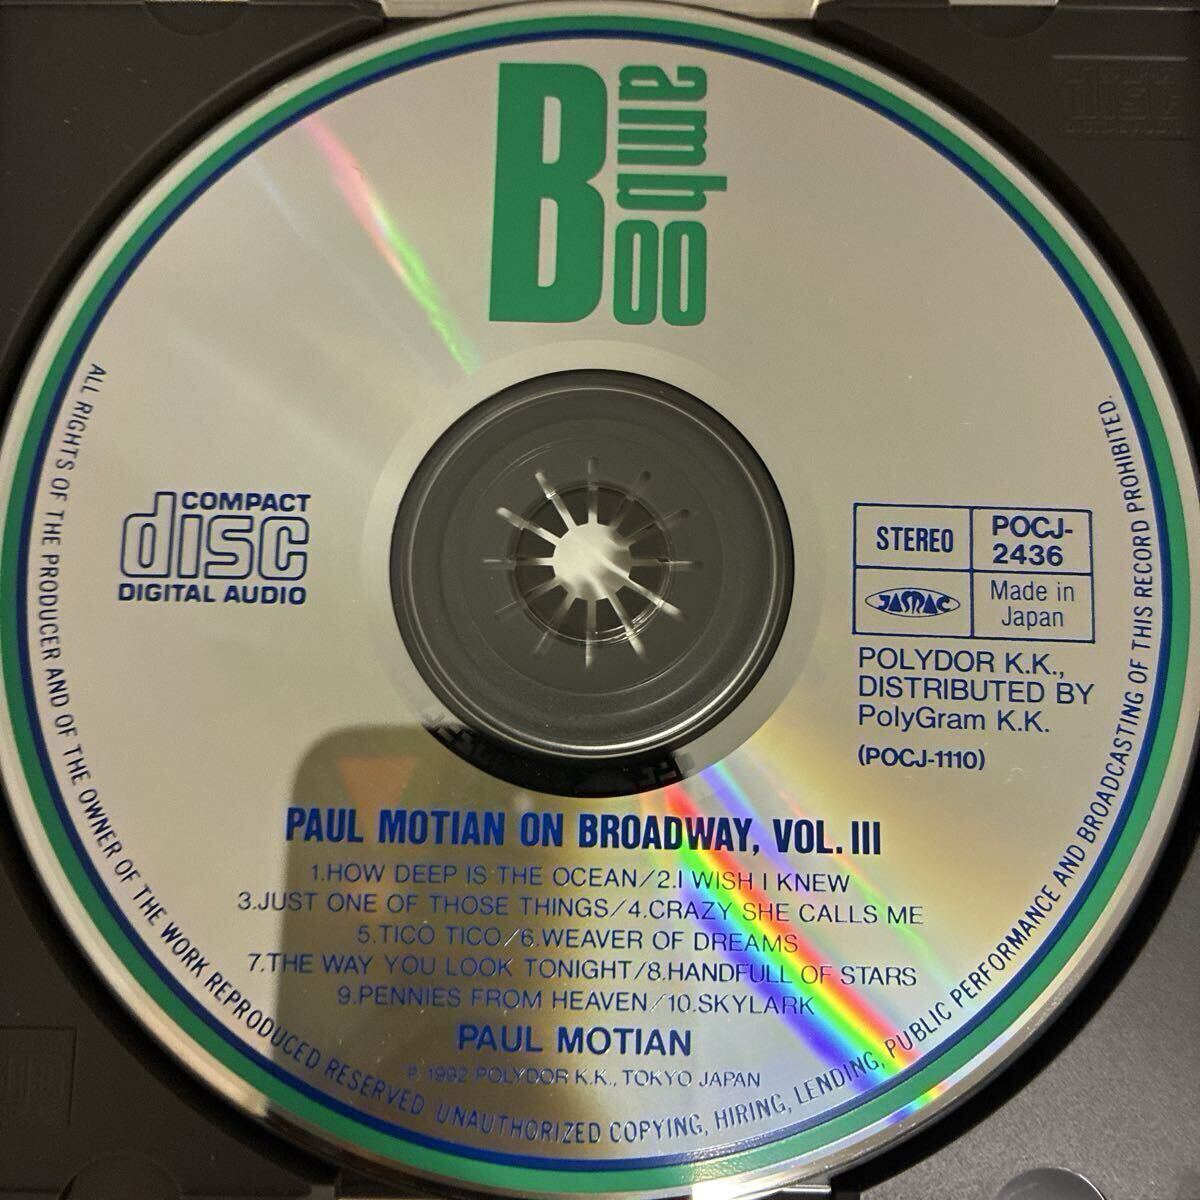 Bamboo
COMPACT
disc
DIGITAL AUDIO
STEREO
POCJ-
2436
JASRAC
Made in
Japan
POLYDOR K.K.,
DISTRIBUTED BY
PolyGram K.K.
(POCJ-1110)
PAUL MOTIAN ON BROADWAY, VOL. III
1.HOW DEEP IS THE OCEAN/2.I WISH I KNEW
3.JUST ONE OF THOSE THINGS/4.CRAZY SHE CALLS ME
5.TICO TICO/6.WEAVER OF DREAMS
7.THE WAY YOU LOOK TONIGHT/8.HANDFULL OF STARS
9.PENNIES FROM HEAVEN/10.SKYLARK
PAUL MOTIAN
℗ 1992 POLYDOR K.K., TOKYO JAPAN
ALL RIGHTS OF THE PRODUCER AND OF THE OWNER OF THE WORK REPRODUCED RESERVED. UNAUTHORIZED COPYING, HIRING, LENDING, PUBLIC PERFORMANCE AND BROADCASTING OF THIS RECORD PROHIBITED.